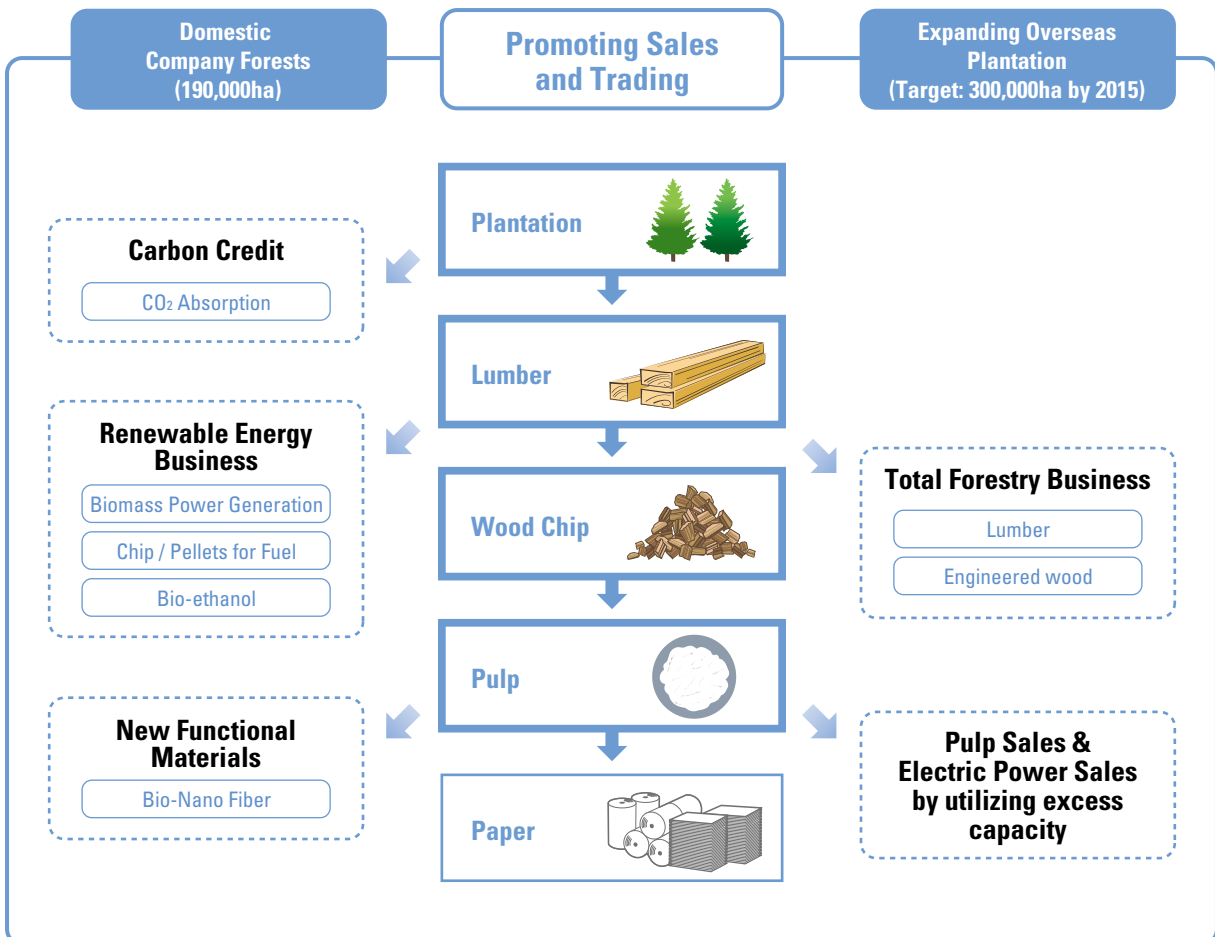 Domestic
Company Forests
(190,000ha)
Promoting Sales
and Trading
Expanding Overseas
Plantation
(Target: 300,000ha by 2015)
Plantation
Carbon Credit
CO₂ Absorption
Lumber
Renewable Energy
Business
Biomass Power Generation
Chip / Pellets for Fuel
Bio-ethanol
Wood Chip
Total Forestry Business
Lumber
Engineered wood
Pulp
New Functional
Materials
Bio-Nano Fiber
Pulp Sales &
Electric Power Sales
by utilizing excess
capacity
Paper